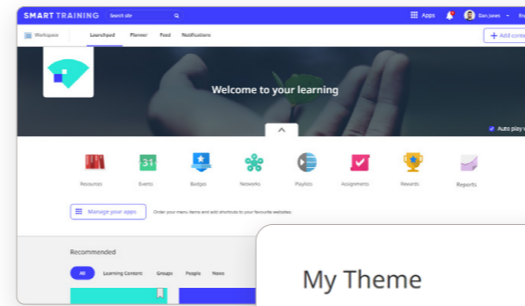 SMART TRAINING Search site Apps Dan Jones
Workspace Launchpad Planner Feed Notifications + Add
Welcome to your learning
Auto play
31
Resources Events Badges Networks Playlists Assignments Rewards Reports
Manage your apps Order your menu items and add shortcuts to your favourite websites.
Recommended
All Learning Content Groups People News
My Theme